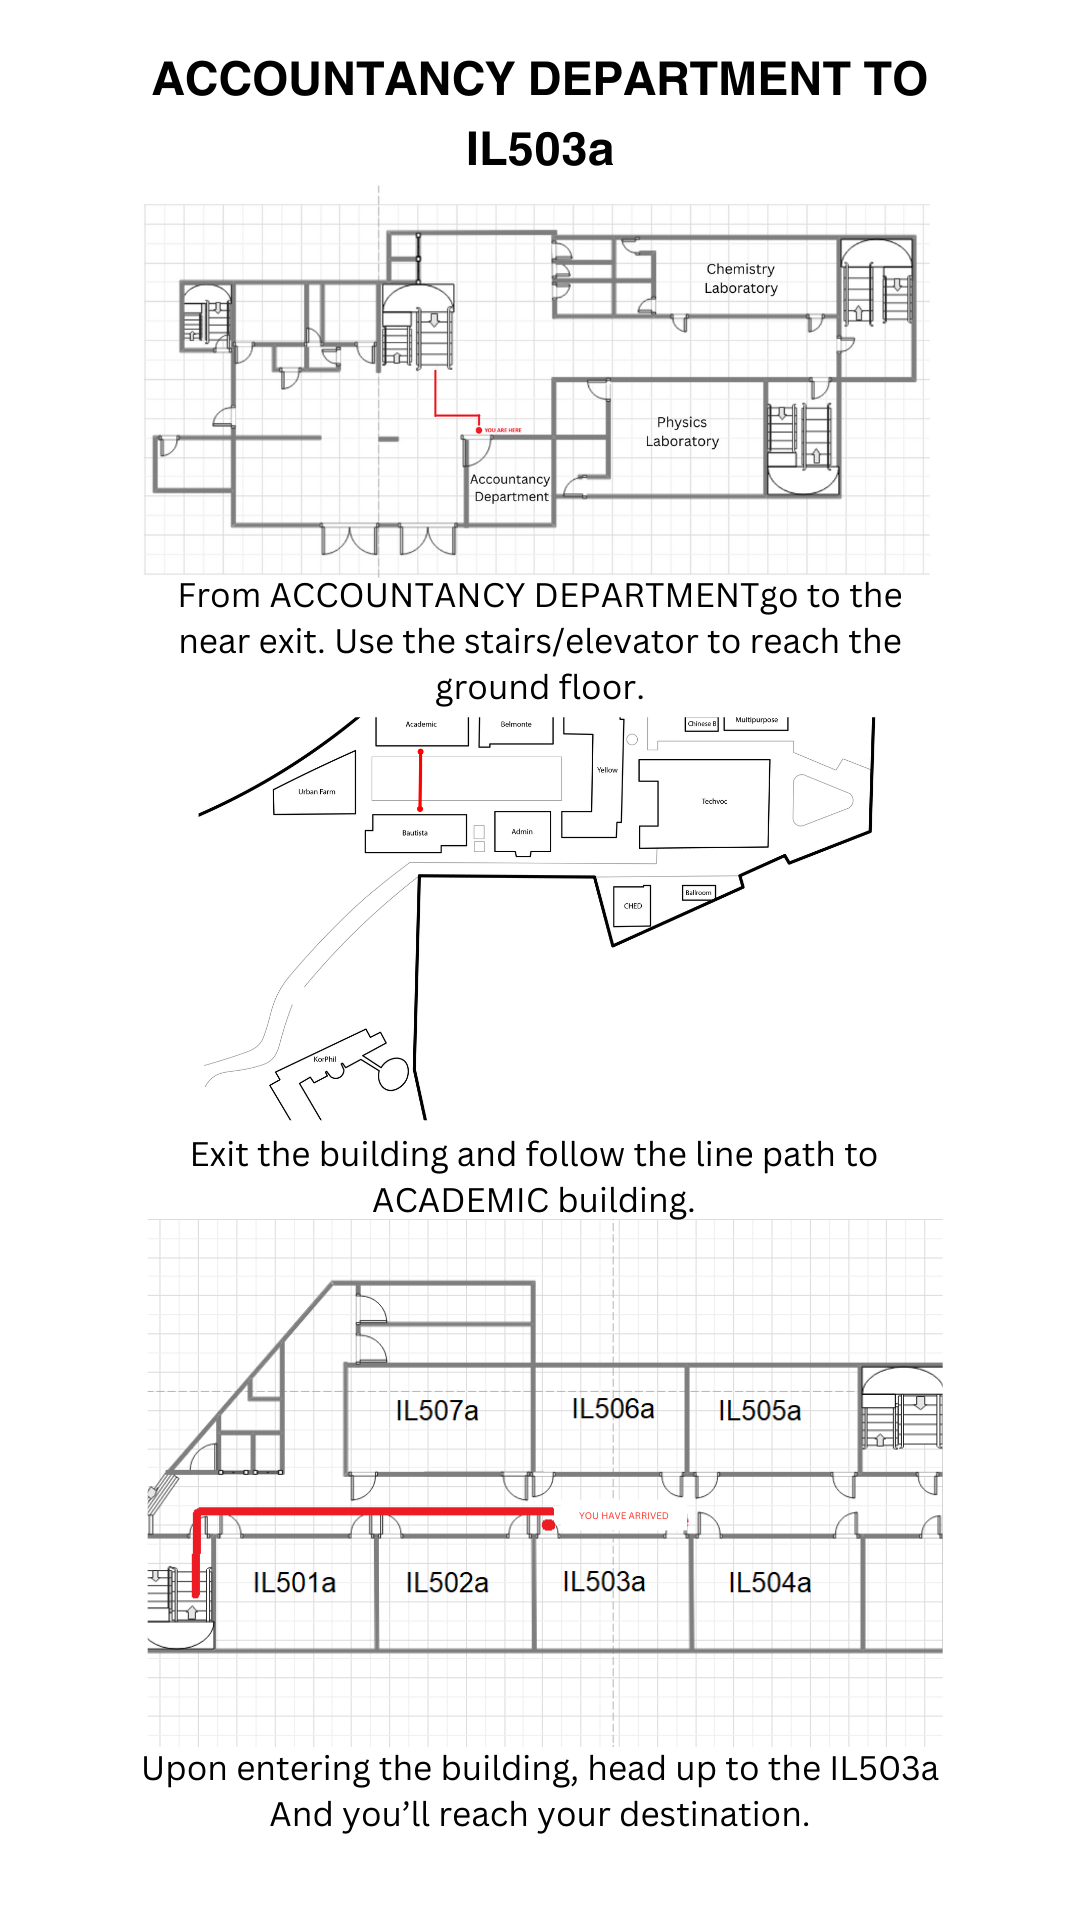 ACCOUNTANCY DEPARTMENT TO
IL503a
Chemistry
Laboratory
Physics
Laboratory
YOU ARE HERE
Accountancy
Department
From ACCOUNTANCY DEPARTMENTgo to the
near exit. Use the stairs/elevator to reach the
ground floor.
Academic
Belmonte
Chinese B
Multipurpose
Yellow
Urban Farm
Techvoc
Bautista
Admin
CHED
Ballroom
KorPhil
Exit the building and follow the line path to
ACADEMIC building.
IL507a
IL506a
IL505a
YOU HAVE ARRIVED
IL501a
IL502a
IL503a
IL504a
Upon entering the building, head up to the IL503a
And you’ll reach your destination.